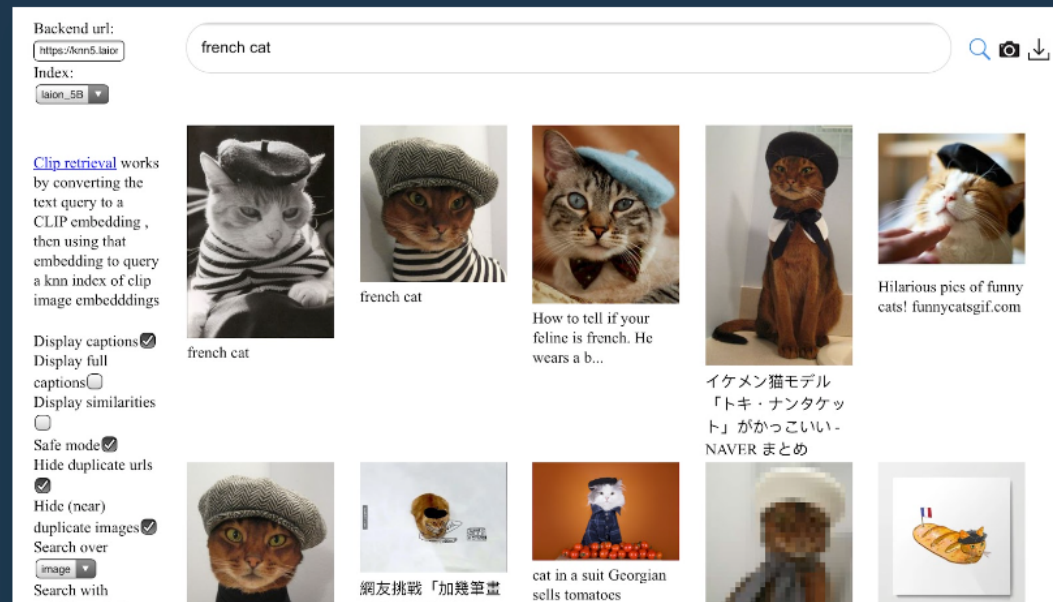 Backend url:
https://knn5.laior
Index:
laion_5B
french cat
Clip retrieval works
by converting the
text query to a
CLIP embedding ,
then using that
embedding to query
a knn index of clip
image embedddings
Display captions
Display full
captions
Display similarities
Safe mode
Hide duplicate urls
Hide (near)
duplicate images
Search over
image
Search with
french cat
french cat
How to tell if your
feline is french. He
wears a b...
イケメン猫モデル
「トキ・ナンタケッ
ト」がかっこいい -
NAVER まとめ
Hilarious pics of funny
cats! funnycatsgif.com
網友挑戰「加幾筆畫
cat in a suit Georgian
sells tomatoes